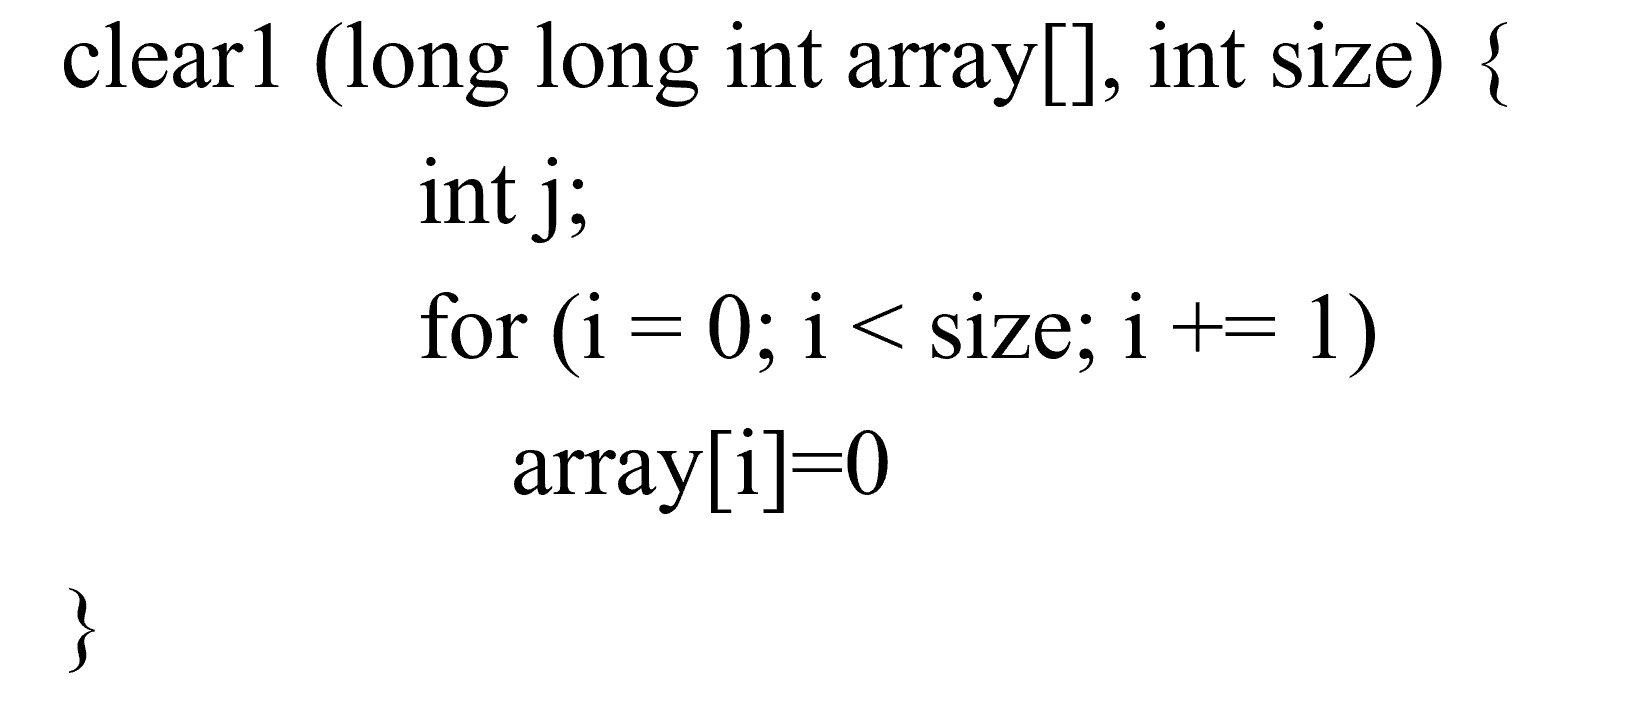 clear1 (long long int array[], int size) {
int j;
for (i = 0; i < size; i += 1)
array[i]=0
}